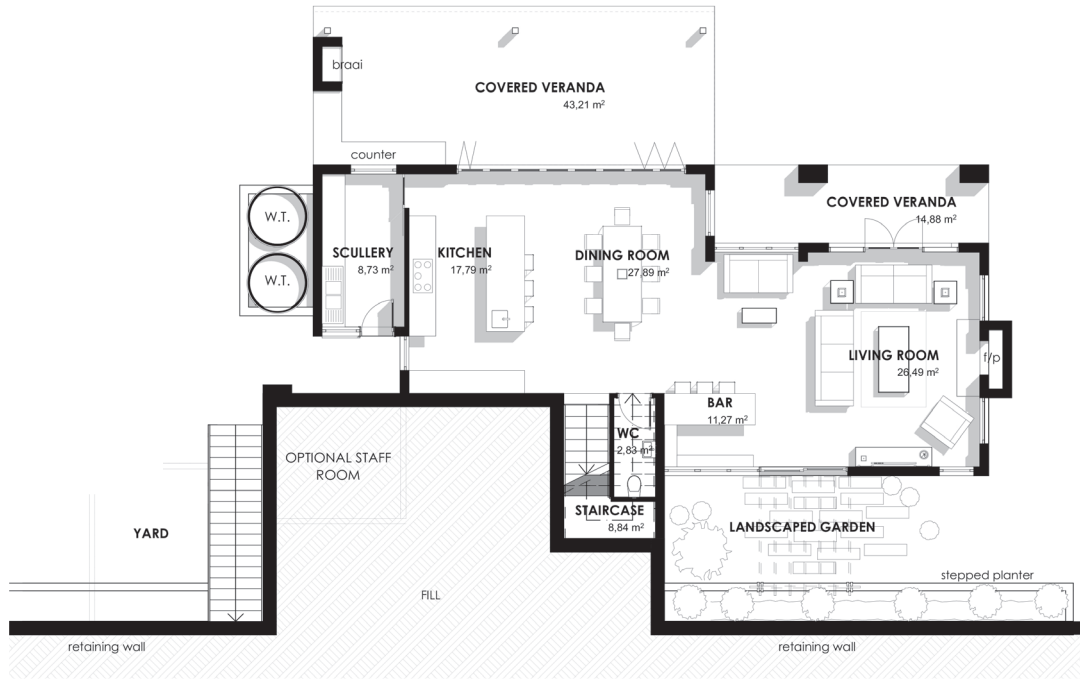 braai
COVERED VERANDA
43,21 m²
counter
W.T.
W.T.
SCULLERY
8,73 m²
KITCHEN
17,79 m²
DINING ROOM
27,89 m²
COVERED VERANDA
14,88 m²
LIVING ROOM
26,49 m²
f/p
BAR
11,27 m²
WC
2,83 m²
OPTIONAL STAFF
ROOM
STAIRCASE
8,84 m²
LANDSCAPED GARDEN
YARD
stepped planter
FILL
retaining wall
retaining wall